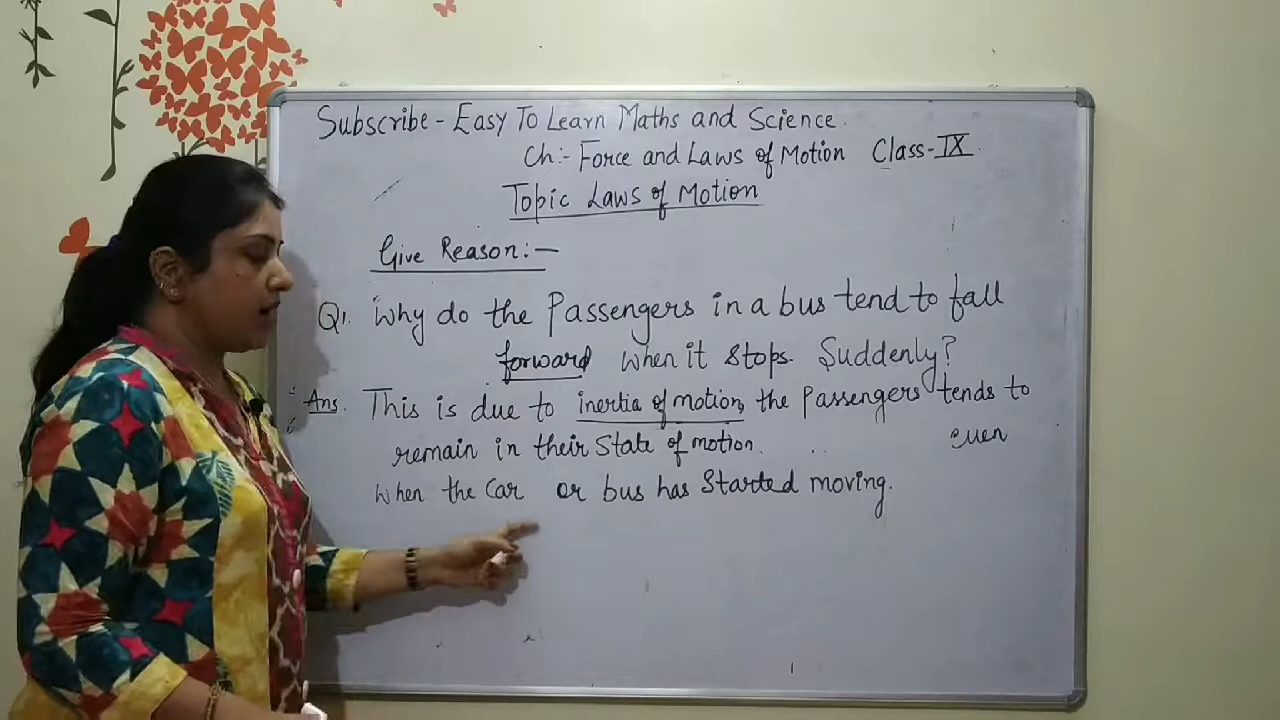 Subscribe - Easy To Learn Maths and Science.
Ch:- Force and Laws of Motion Class-IX
Topic Laws of Motion
Give Reason:-
Q1. Why do the Passengers in a bus tend to fall
forward when it stops Suddenly?
Ans. This is due to inertia of motion, the Passengers tends to
remain in their State of motion. even
when the car or bus has Started moving.